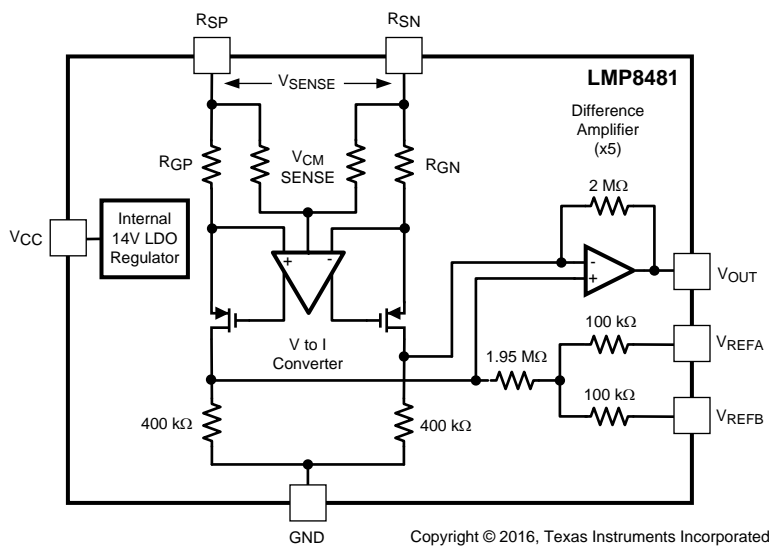 RSP
RSN
VSENSE
LMP8481
Difference
Amplifier
(x5)
RGP
VCM
SENSE
RGN
2 MΩ
Internal
14V LDO
Regulator
VCC
+
-
-
+
VOUT
V to I
Converter
1.95 MΩ
100 kΩ
VREFA
100 kΩ
VREFB
400 kΩ
400 kΩ
GND
Copyright © 2016, Texas Instruments Incorporated